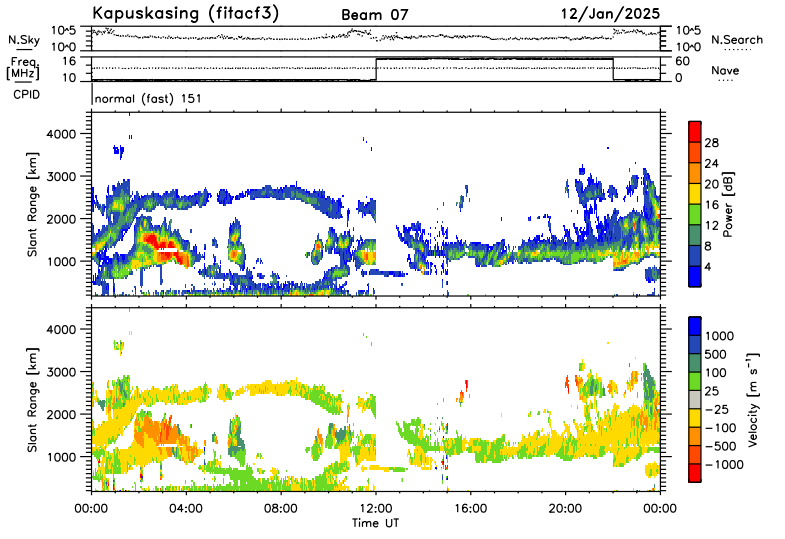 Kapuskasing (fitacf3) Beam 07 12/Jan/2025
N.Sky 10^5 10^0 10^5 10^0 N.Search
Freq. [MHz] 16 10 60 0 Nave
CPID normal (fast) 151
Slant Range [km] 4000 3000 2000 1000
Power [dB] 28 24 20 16 12 8 4
Slant Range [km] 4000 3000 2000 1000
Velocity [m s⁻¹] 1000 500 100 25 −25 −100 −500 −1000
00:00 04:00 08:00 12:00 16:00 20:00 00:00
Time UT